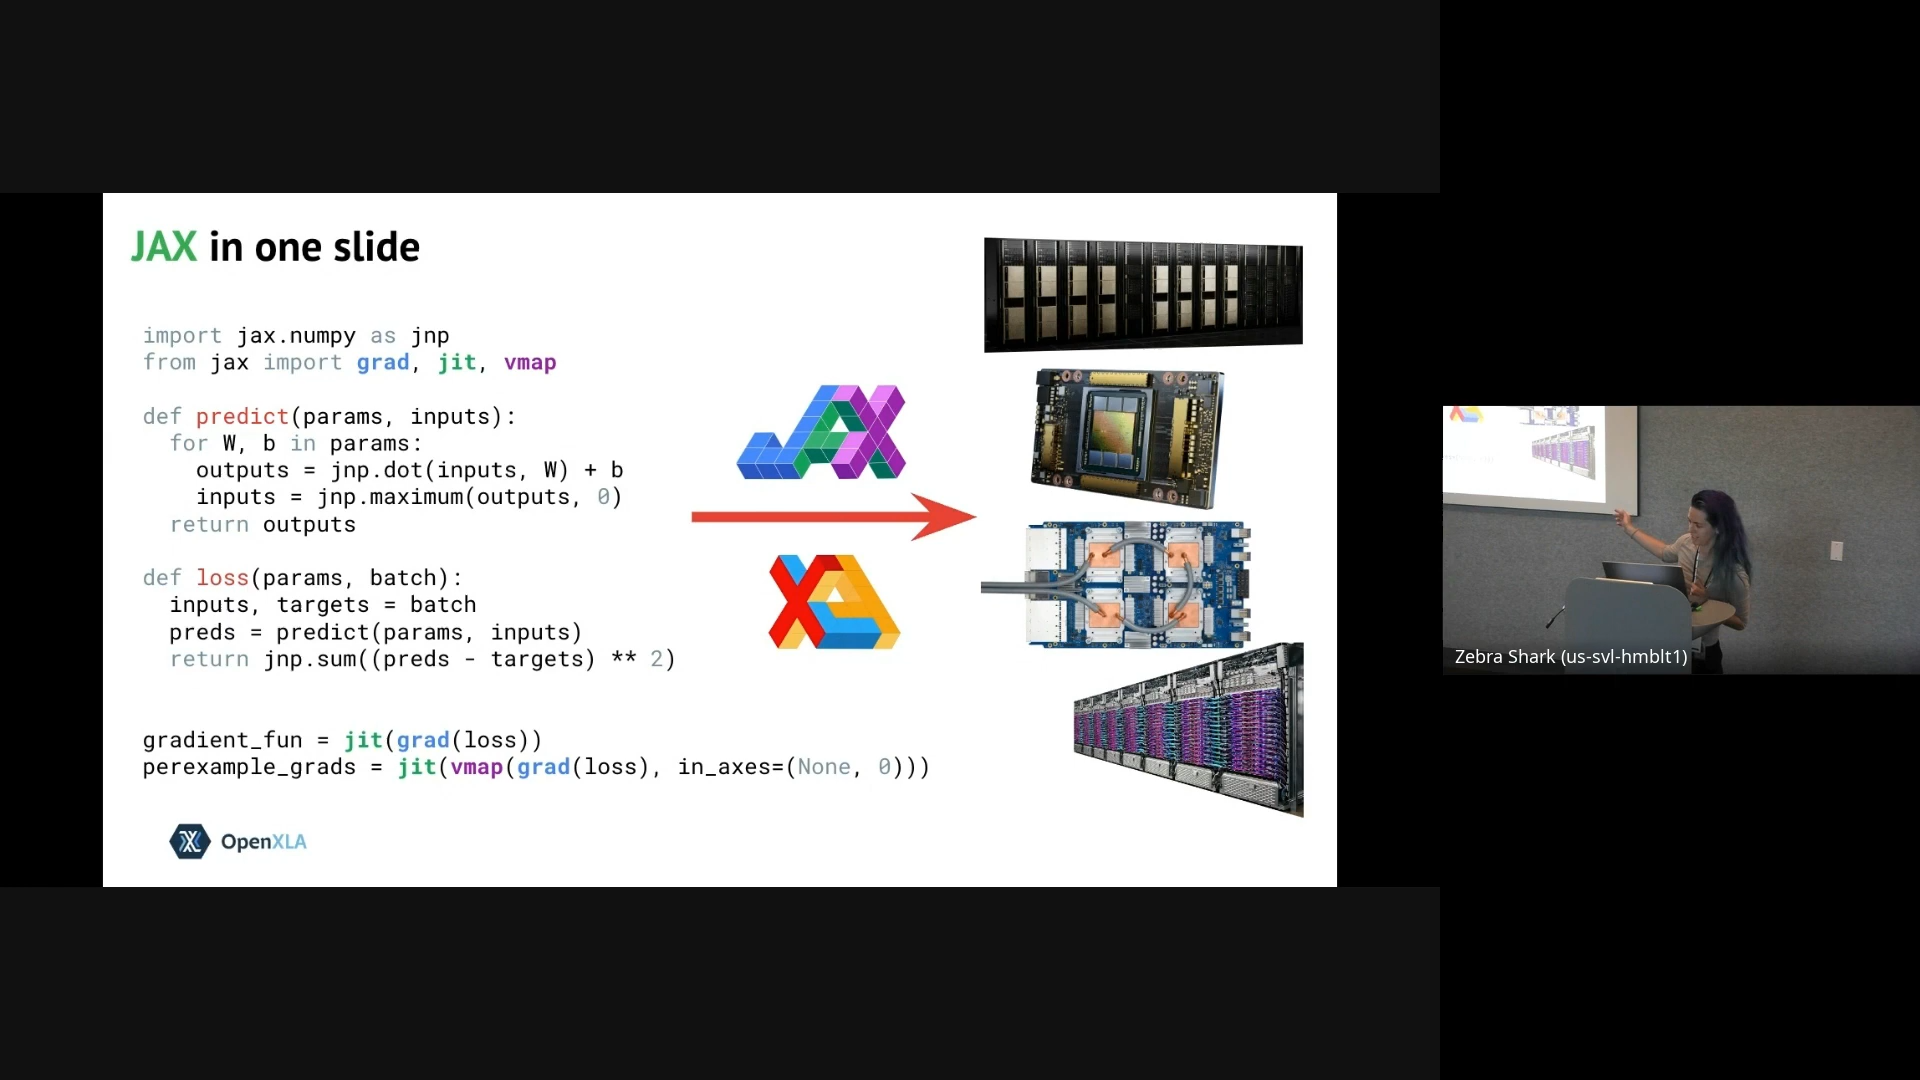 JAX in one slide
import jax.numpy as jnp
from jax import grad, jit, vmap
def predict(params, inputs):
  for W, b in params:
    outputs = jnp.dot(inputs, W) + b
    inputs = jnp.maximum(outputs, 0)
  return outputs
def loss(params, batch):
  inputs, targets = batch
  preds = predict(params, inputs)
  return jnp.sum((preds - targets) ** 2)
gradient_fun = jit(grad(loss))
perexample_grads = jit(vmap(grad(loss), in_axes=(None, 0)))
JAX
XLA
OpenXLA
Zebra Shark (us-svl-hmblt1)